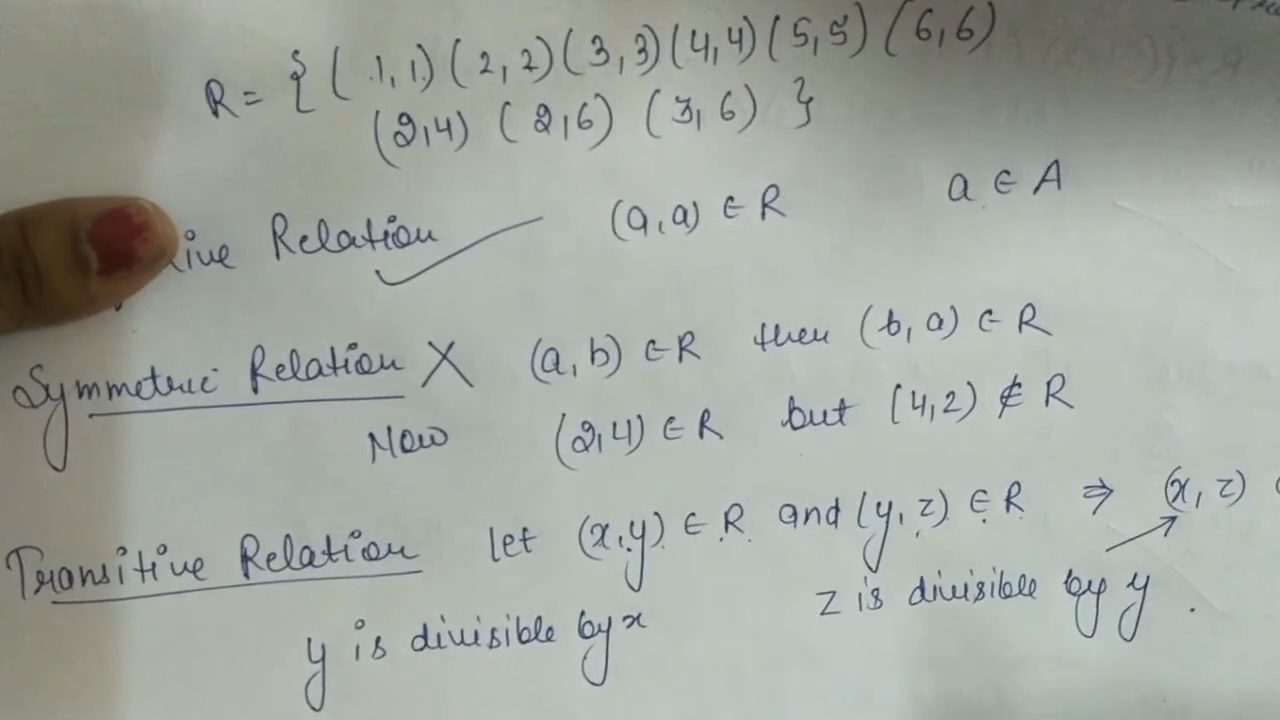 R = { (1,1) (2,2) (3,3) (4,4) (5,5) (6,6)
(2,4) (2,6) (3,6) }
ive Relation ✓ (a,a) ∈ R a ∈ A
Symmetric Relation X (a,b) ∈ R then (b,a) ∈ R
Now (2,4) ∈ R but (4,2) ∉ R
Transitive Relation let (x,y) ∈ R and (y,z) ∈ R ⇒ (x,z)
y is divisible by x z is divisible by y.